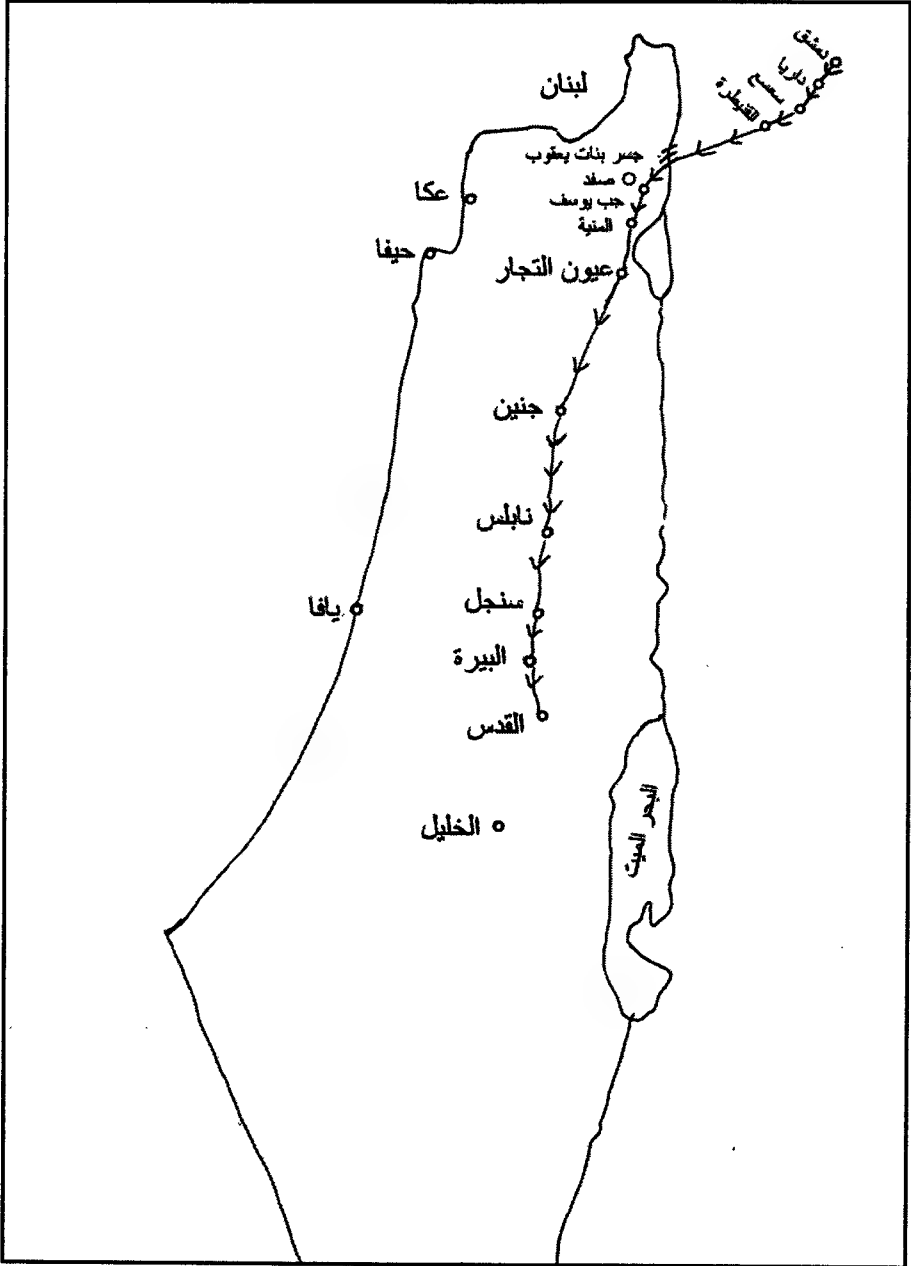 دمشق
داريا
سعسع
القنيطرة
لبنان
جسر بنات يعقوب
صفد
جب يوسف
المنية
عكا
حيفا
عيون التجار
جنين
نابلس
سنجل
يافا
البيرة
القدس
الخليل
البحر الميت